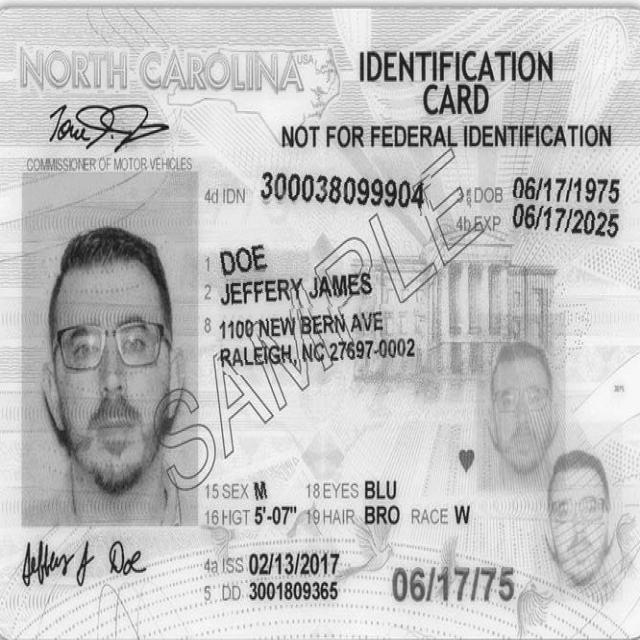 NORTH CAROLINA USA
IDENTIFICATION
CARD
NOT FOR FEDERAL IDENTIFICATION
COMMISSIONER OF MOTOR VEHICLES
4d IDN 300038099904
3 DOB 06/17/1975
4b EXP 06/17/2025
1 DOE
2 JEFFERY JAMES
8 1100 NEW BERN AVE
RALEIGH, NC 27697-0002
SAMPLE
15 SEX M 18 EYES BLU
16 HGT 5'-07" 19 HAIR BRO RACE W
Jeffery J Doe
4a ISS 02/13/2017
5 DD 3001809365
06/17/75